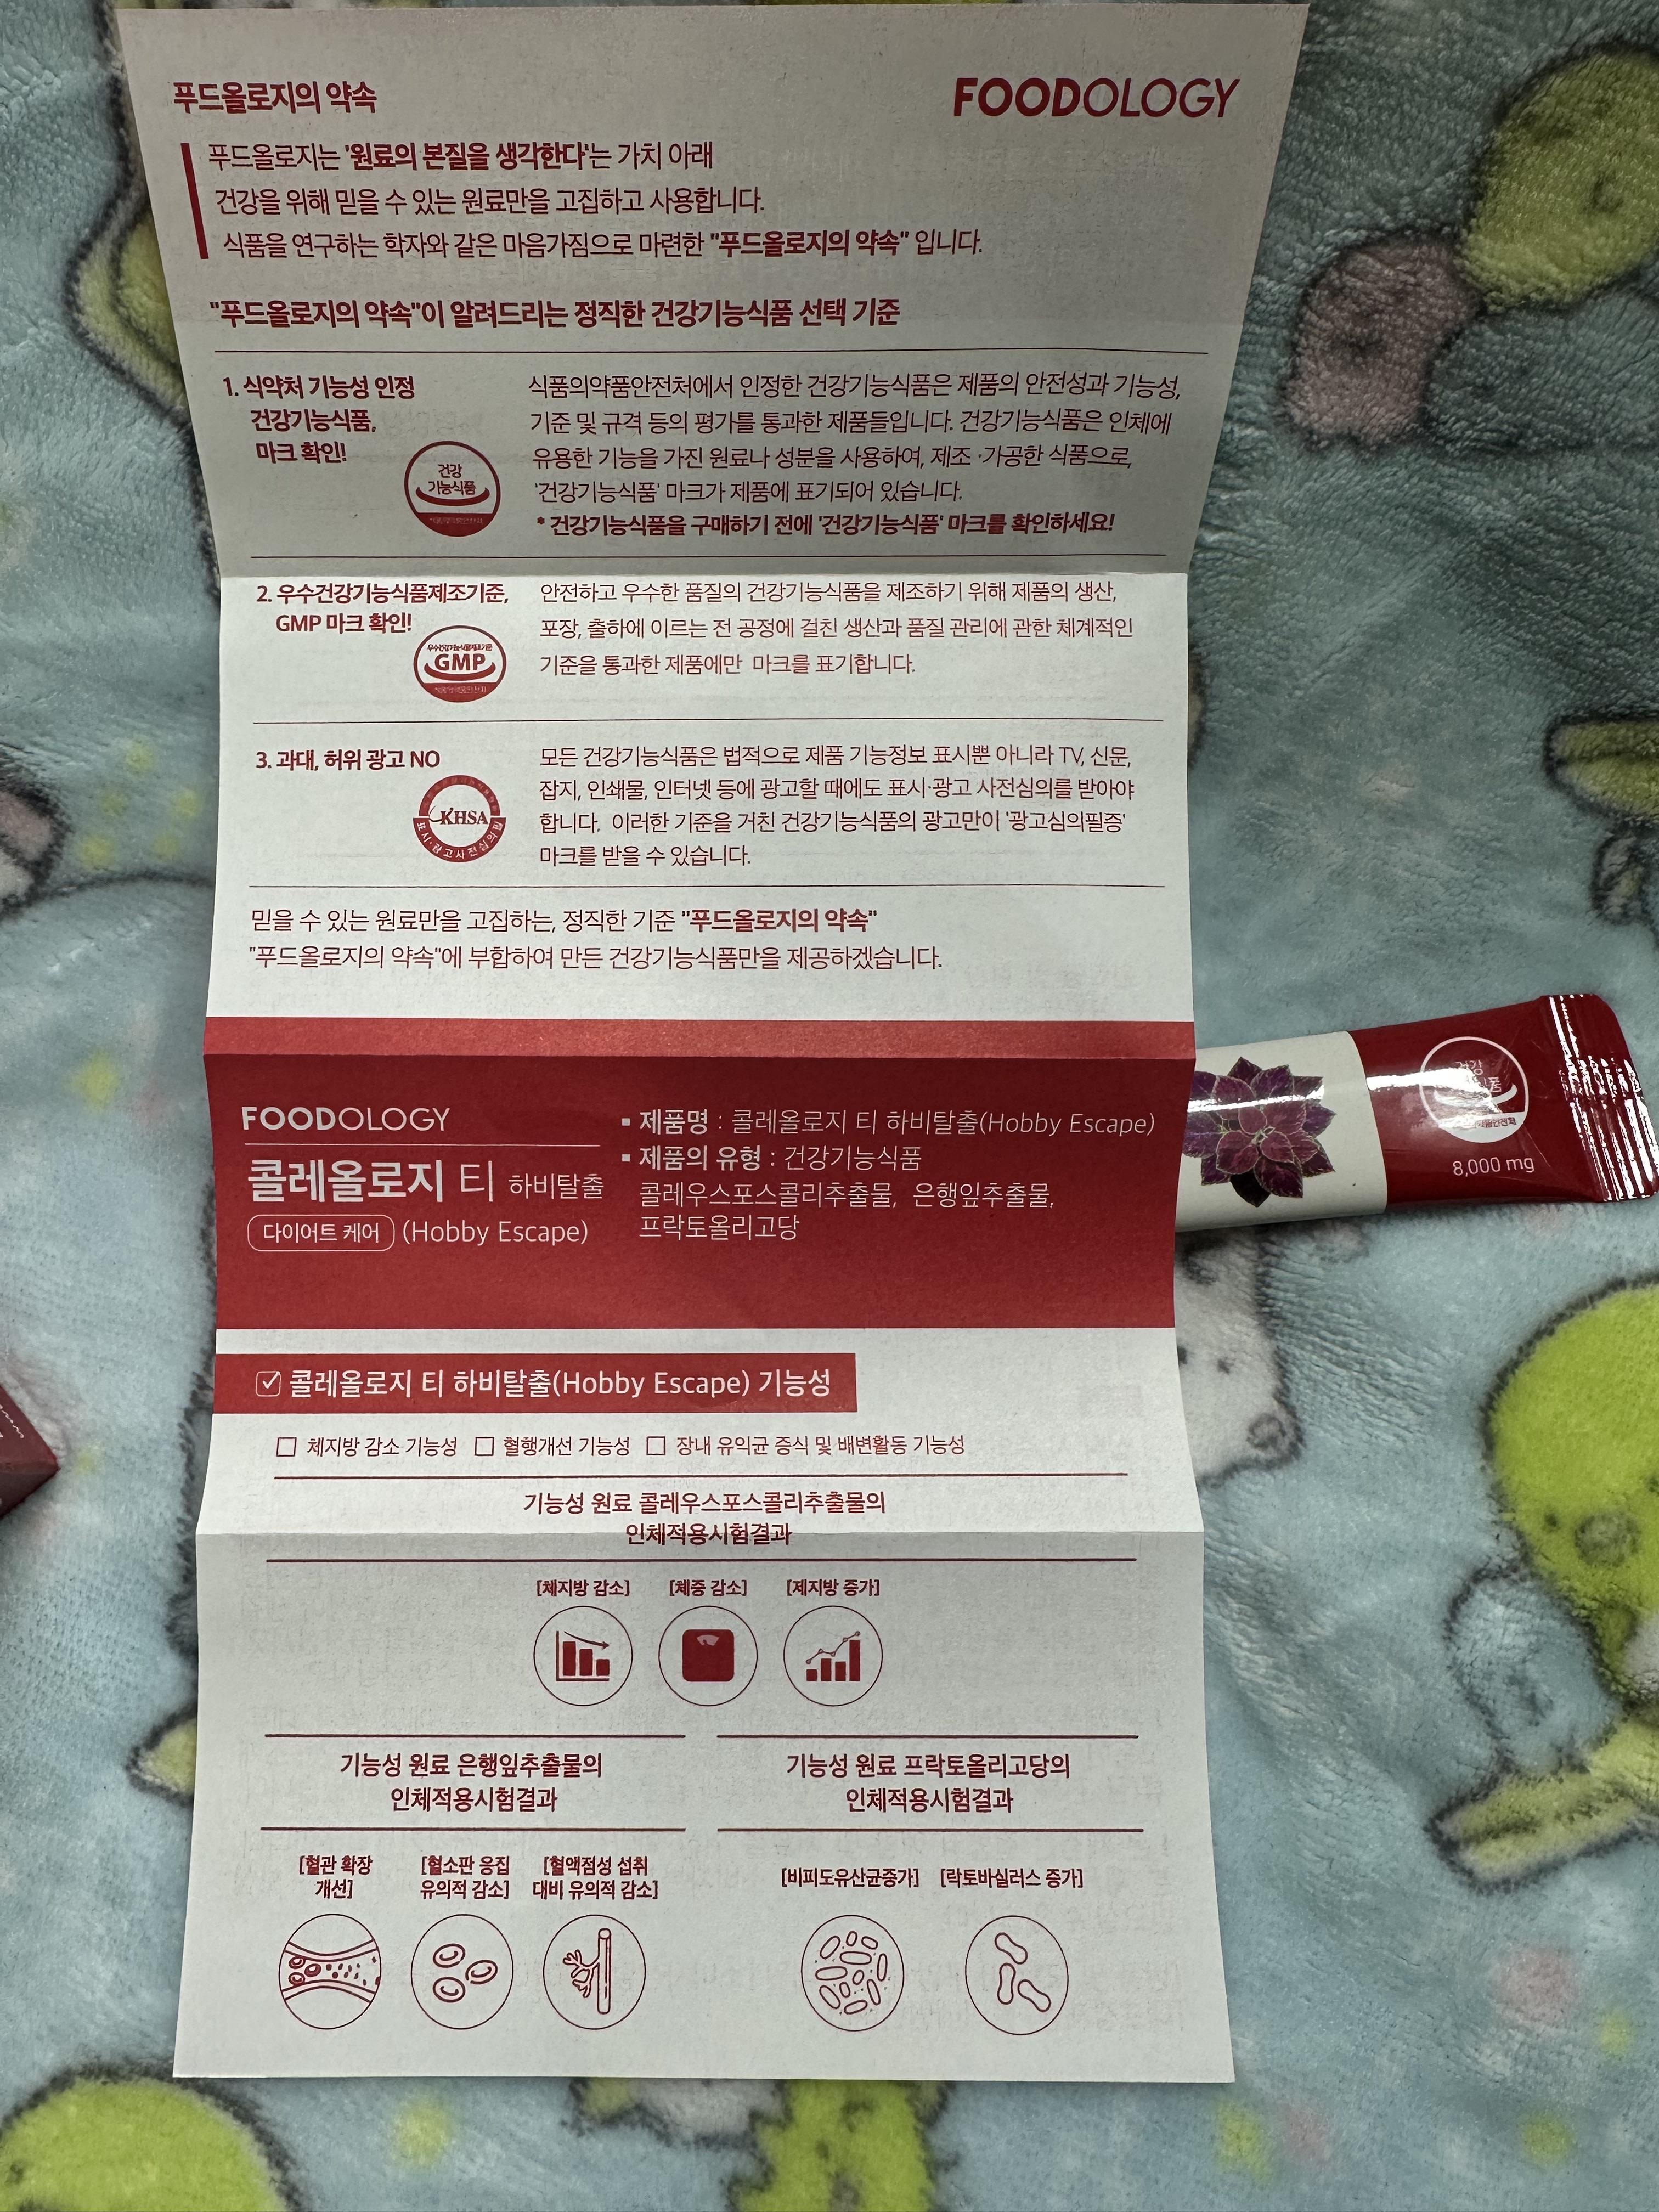 푸드올로지의 약속
FOODOLOGY
푸드올로지는 '원료의 본질을 생각한다'는 가치 아래
건강을 위해 믿을 수 있는 원료만을 고집하고 사용합니다.
식품을 연구하는 학자와 같은 마음가짐으로 마련한 "푸드올로지의 약속" 입니다.
"푸드올로지의 약속"이 알려드리는 정직한 건강기능식품 선택 기준
1. 식약처 기능성 인정
건강기능식품,
마크 확인!
건강
기능식품
식품의약품안전처
식품의약품안전처에서 인정한 건강기능식품은 제품의 안전성과 기능성,
기준 및 규격 등의 평가를 통과한 제품들입니다. 건강기능식품은 인체에
유용한 기능을 가진 원료나 성분을 사용하여, 제조 ·가공한 식품으로,
'건강기능식품' 마크가 제품에 표기되어 있습니다.
* 건강기능식품을 구매하기 전에 '건강기능식품' 마크를 확인하세요!
2. 우수건강기능식품제조기준,
GMP 마크 확인!
우수건강기능식품제조기준
GMP
식품의약품안전처
안전하고 우수한 품질의 건강기능식품을 제조하기 위해 제품의 생산,
포장, 출하에 이르는 전 공정에 걸친 생산과 품질 관리에 관한 체계적인
기준을 통과한 제품에만 마크를 표기합니다.
3. 과대, 허위 광고 NO
KHSA
표시·광고사전심의필
모든 건강기능식품은 법적으로 제품 기능정보 표시뿐 아니라 TV, 신문,
잡지, 인쇄물, 인터넷 등에 광고할 때에도 표시·광고 사전심의를 받아야
합니다. 이러한 기준을 거친 건강기능식품의 광고만이 '광고심의필증'
마크를 받을 수 있습니다.
믿을 수 있는 원료만을 고집하는, 정직한 기준 "푸드올로지의 약속"
"푸드올로지의 약속"에 부합하여 만든 건강기능식품만을 제공하겠습니다.
FOODOLOGY
콜레올로지 티 하비탈출
다이어트 케어 (Hobby Escape)
▪ 제품명 : 콜레올로지 티 하비탈출(Hobby Escape)
▪ 제품의 유형 : 건강기능식품
콜레우스포스콜리추출물, 은행잎추출물,
프락토올리고당
건강
8,000 mg
☑ 콜레올로지 티 하비탈출(Hobby Escape) 기능성
☐ 체지방 감소 기능성 ☐ 혈행개선 기능성 ☐ 장내 유익균 증식 및 배변활동 기능성
기능성 원료 콜레우스포스콜리추출물의
인체적용시험결과
[체지방 감소] [체중 감소] [제지방 증가]
기능성 원료 은행잎추출물의
인체적용시험결과
[혈관 확장
개선]
[혈소판 응집
유의적 감소]
[혈액점성 섭취
대비 유의적 감소]
기능성 원료 프락토올리고당의
인체적용시험결과
[비피도유산균증가] [락토바실러스 증가]